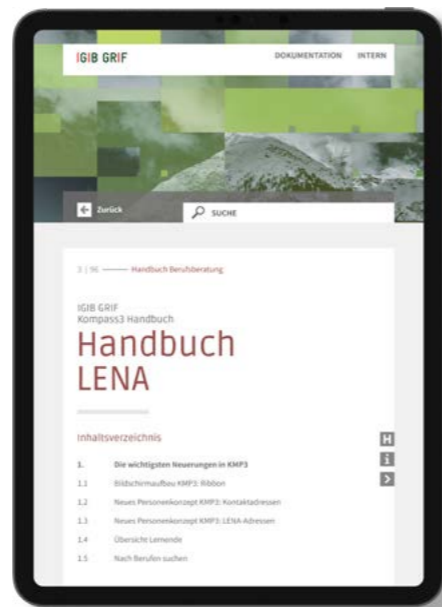 IGIB GRIF
DOKUMENTATION INTERN
Zurück
SUCHE
3 | 96 Handbuch Berufsberatung
IGIB GRIF
Kompass3 Handbuch
Handbuch
LENA
Inhaltsverzeichnis
1. Die wichtigsten Neuerungen in KMP3
1.1 Bildschirmaufbau KMP3: Ribbon
1.2 Neues Personenkonzept KMP3: Kontaktadressen
1.3 Neues Personenkonzept KMP3: LENA-Adressen
1.4 Übersicht Lernende
1.5 Nach Berufen suchen
H
i